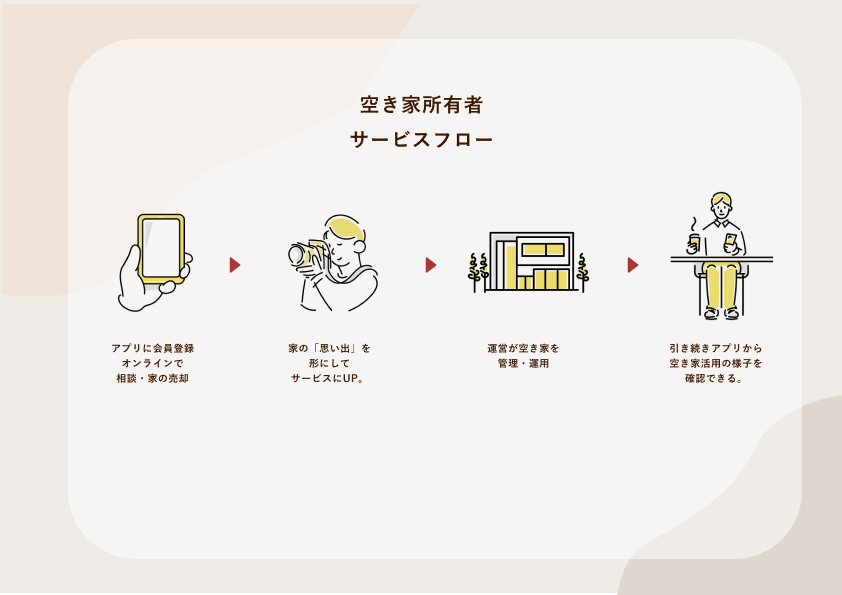 空き家所有者
サービスフロー
アプリに会員登録
オンラインで
相談・家の売却
家の「思い出」を
形にして
サービスにUP。
運営が空き家を
管理・運用
引き続きアプリから
空き家活用の様子を
確認できる。